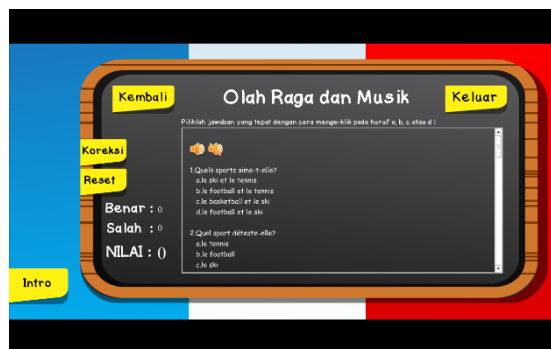 Kembali
Olah Raga dan Musik
Keluar
Pilihlah jawaban yang tepat dengan cara menge-klik pada huruf a, b, c atau d !
Koreksi
Reset
Benar : 0
Salah : 0
NILAI : 0
1.Quels sports aime-t-elle?
a.le ski et le tennis
b.le football et le tennis
c.le basketball et le ski
d.le football et le ski
2.Quel sport déteste-elle?
a.le tennis
b.le football
c.le ski
Intro